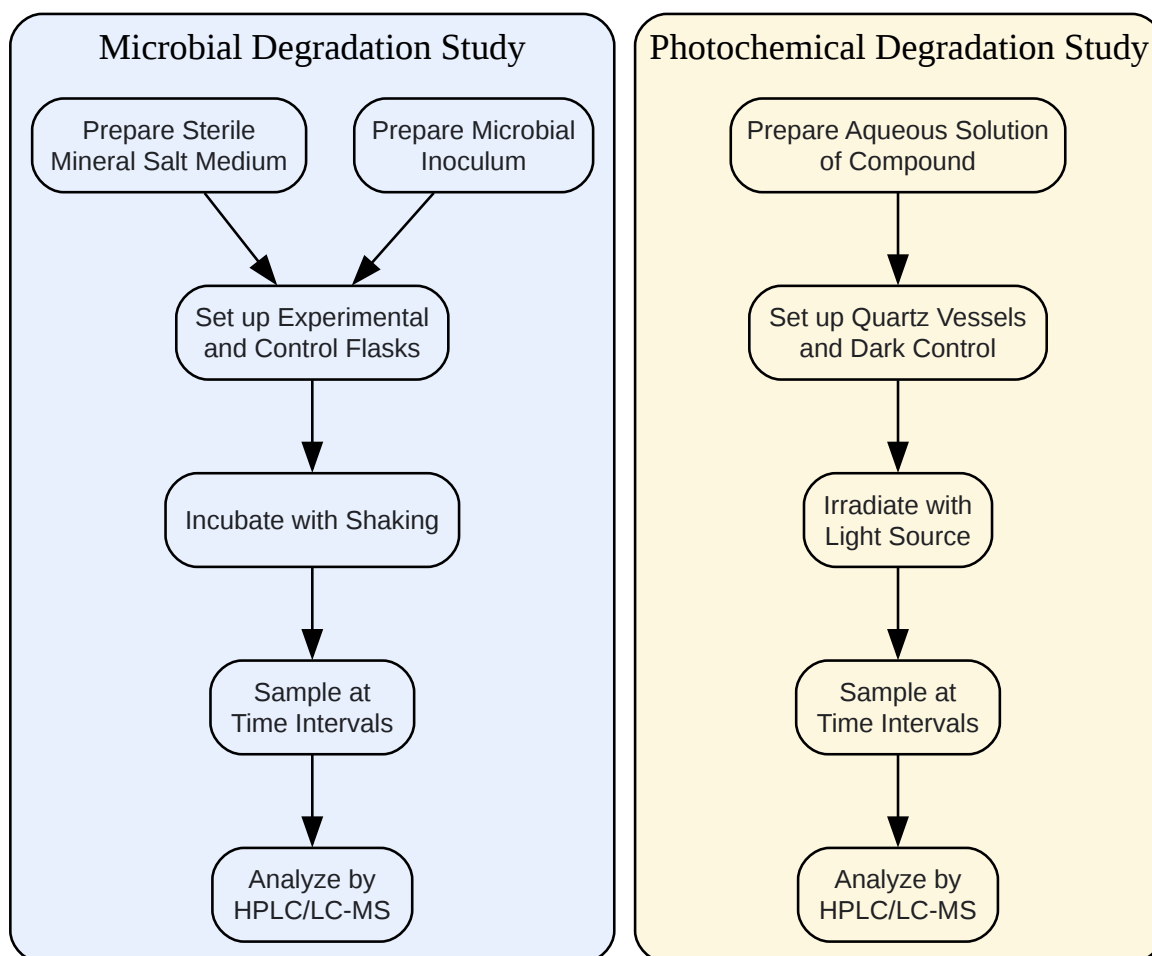 Microbial Degradation Study
Prepare Sterile
Mineral Salt Medium
Prepare Microbial
Inoculum
Set up Experimental
and Control Flasks
Incubate with Shaking
Sample at
Time Intervals
Analyze by
HPLC/LC-MS
Photochemical Degradation Study
Prepare Aqueous Solution
of Compound
Set up Quartz Vessels
and Dark Control
Irradiate with
Light Source
Sample at
Time Intervals
Analyze by
HPLC/LC-MS